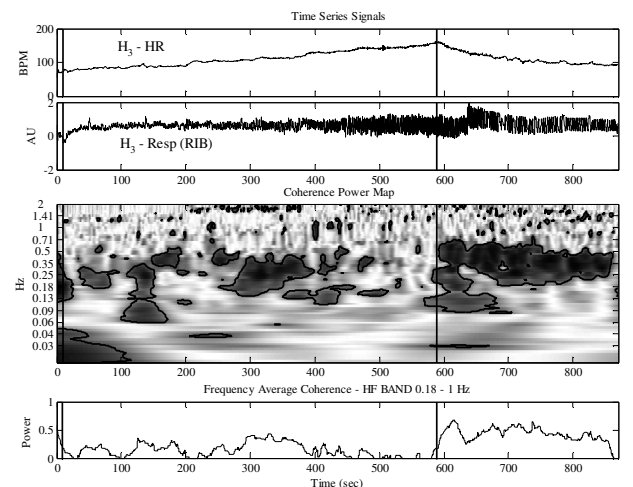 Time Series Signals
200
100
0
BPM
H3 - HR
0 100 200 300 400 500 600 700 800
2
0
-2
AU
H3 - Resp (RIB)
0 100 200 300 400 500 600 700 800
Coherence Power Map
2
1.41
1
0.71
0.5
0.35
0.25
0.18
0.13
0.09
0.06
0.04
0.03
Hz
Frequency Average Coherence - HF BAND 0.18 - 1 Hz
1
0.5
0
Power
0 100 200 300 400 500 600 700 800
Time (sec)